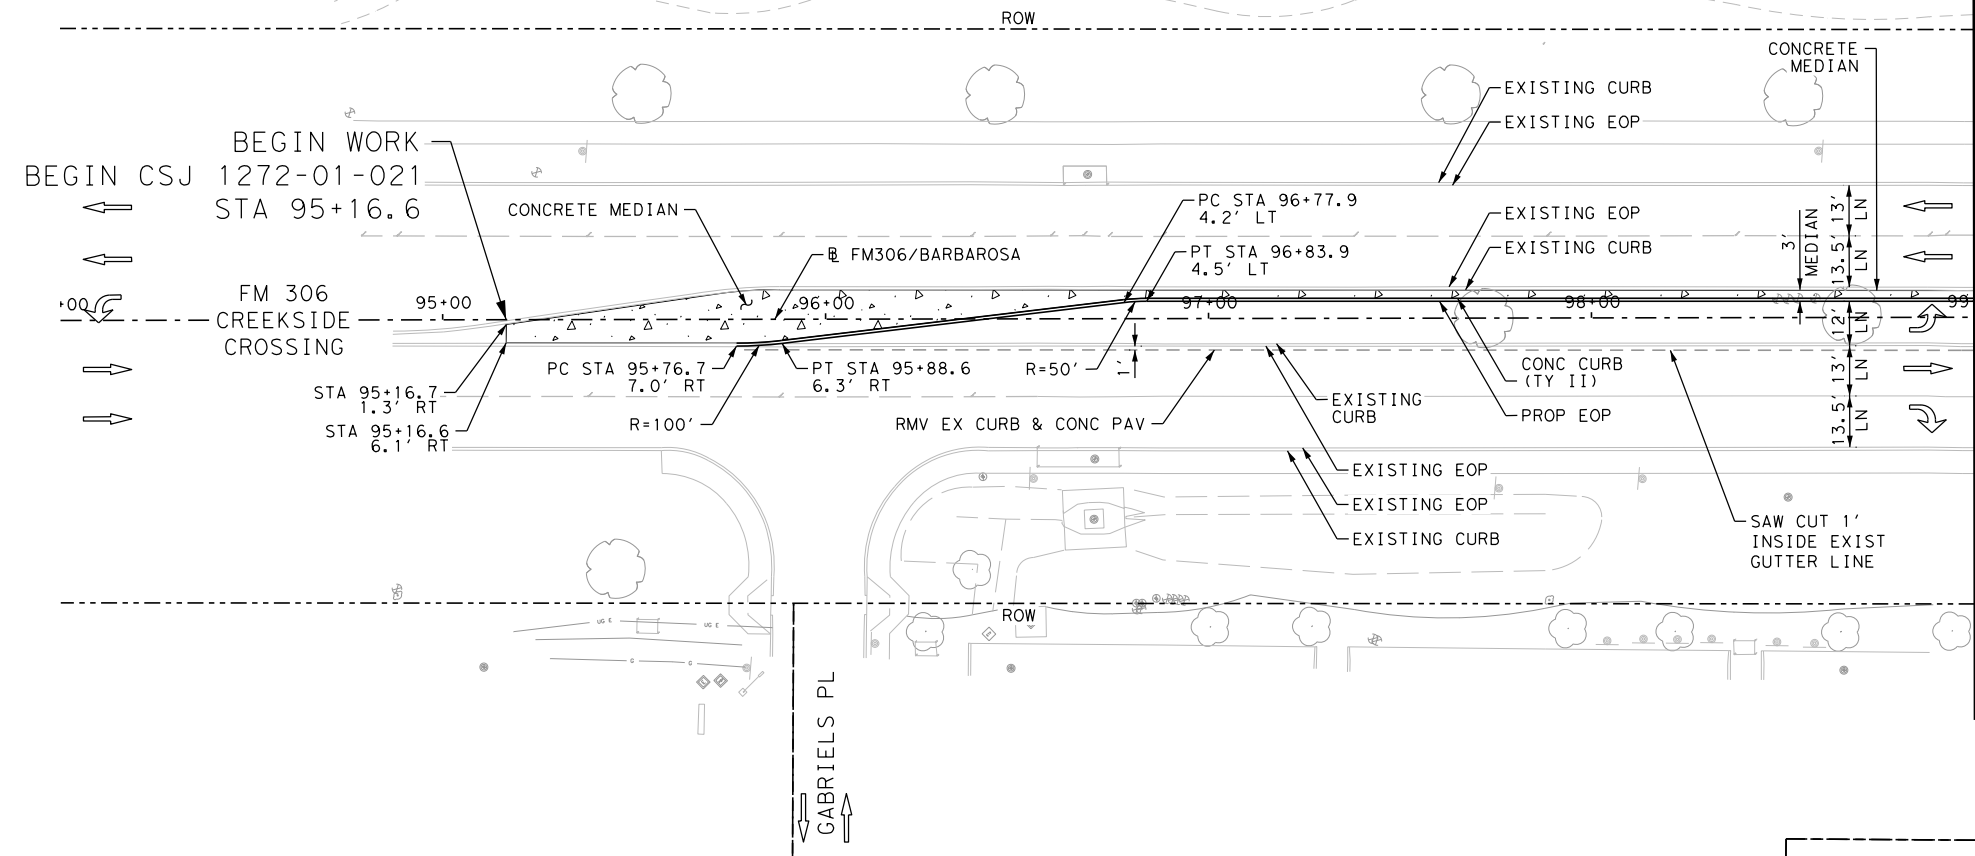 ROW
CONCRETE
MEDIAN
EXISTING CURB
EXISTING EOP
BEGIN WORK
BEGIN CSJ 1272-01-021
STA 95+16.6
CONCRETE MEDIAN
PC STA 96+77.9
4.2' LT
EXISTING EOP
EXISTING CURB
3'
MEDIAN
13'
LN
13.5'
LN
FM306/BARBAROSA
PT STA 96+83.9
4.5' LT
+00
FM 306
CREEKSIDE
CROSSING
95+00
96+00
97+00
98+00
99
12'
LN
13'
LN
13.5'
LN
STA 95+16.7
1.3' RT
STA 95+16.6
6.1' RT
PC STA 95+76.7
7.0' RT
PT STA 95+88.6
6.3' RT
R=100'
R=50'
1'
CONC CURB
(TY II)
PROP EOP
EXISTING
CURB
RMV EX CURB & CONC PAV
EXISTING EOP
EXISTING EOP
EXISTING CURB
SAW CUT 1'
INSIDE EXIST
GUTTER LINE
ROW
UG E
UG E
G
G
GABRIELS PL